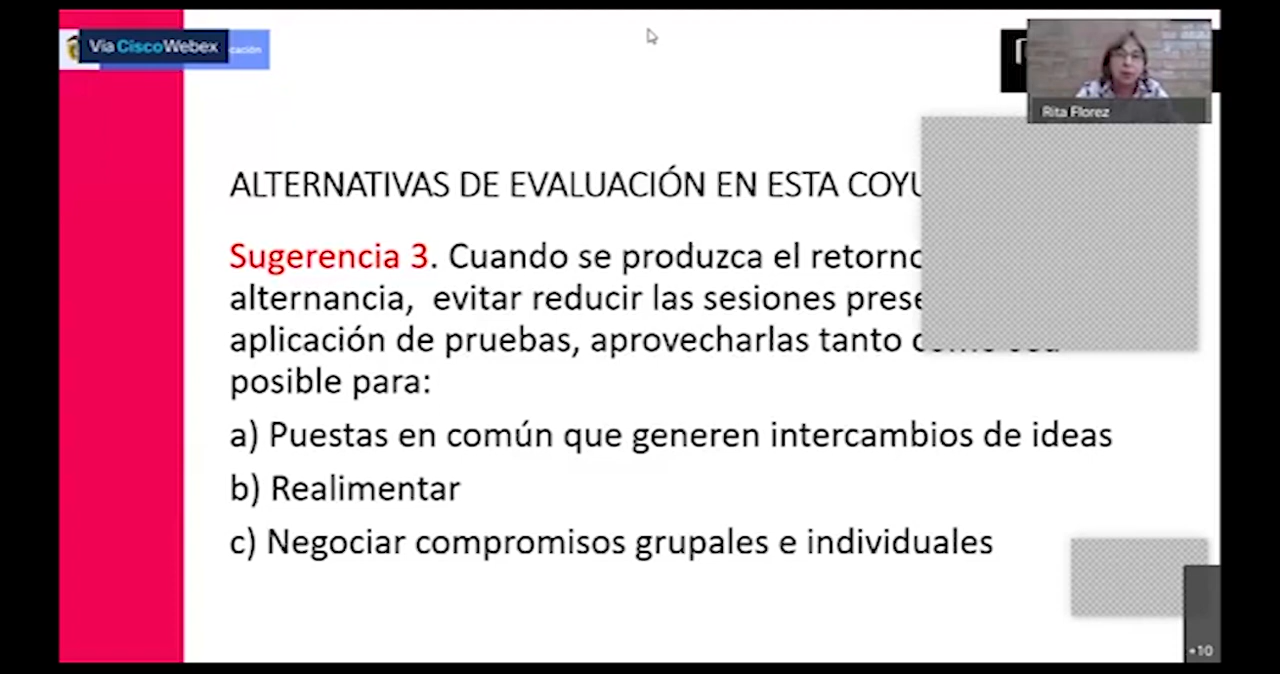 Vía CiscoWebex
cación
Rita Florez
ALTERNATIVAS DE EVALUACIÓN EN ESTA COYU
Sugerencia 3. Cuando se produzca el retorno
alternancia, evitar reducir las sesiones prese
aplicación de pruebas, aprovecharlas tanto
posible para:
a) Puestas en común que generen intercambios de ideas
b) Realimentar
c) Negociar compromisos grupales e individuales
+10